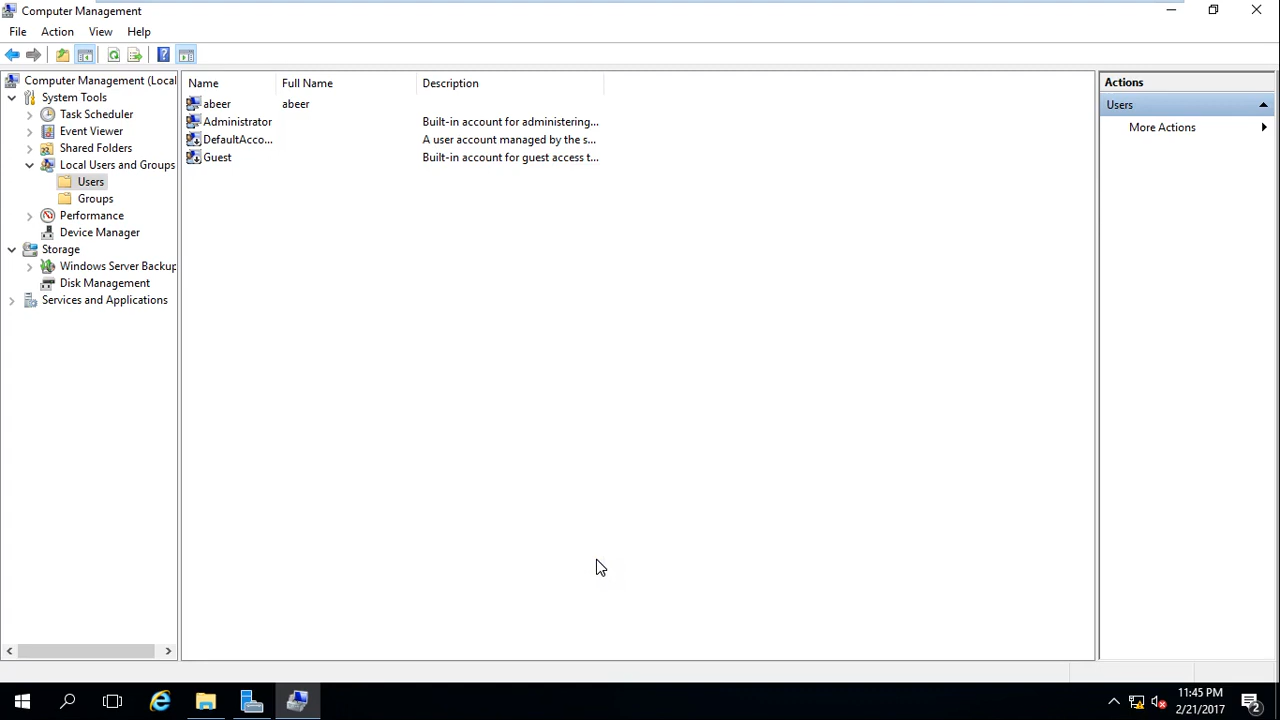 Computer Management
File Action View Help
Computer Management (Local
System Tools
Task Scheduler
Event Viewer
Shared Folders
Local Users and Groups
Users
Groups
Performance
Device Manager
Storage
Windows Server Backup
Disk Management
Services and Applications
Name Full Name Description
abeer abeer
Administrator Built-in account for administering...
DefaultAcco... A user account managed by the s...
Guest Built-in account for guest access t...
Actions
Users
More Actions
11:45 PM
2/21/2017
2